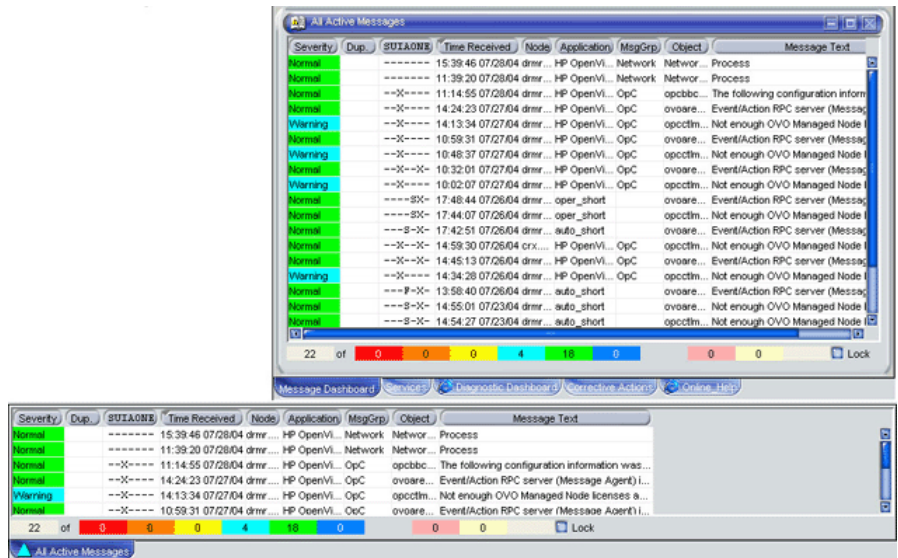 All Active Messages
Severity Dup... SUIAONE Time Received Node Application MsgGrp Object Message Text
Normal ------- 15:39:46 07/28/04 drmr... HP OpenVi... Network Networ... Process
Normal ------- 11:39:20 07/28/04 drmr... HP OpenVi... Network Networ... Process
Normal --X---- 11:14:55 07/28/04 drmr... HP OpenVi... OpC opcbbc... The following configuration inform
Normal --X---- 14:24:23 07/27/04 drmr... HP OpenVi... OpC ovoare... Event/Action RPC server (Messag
Warning --X---- 14:13:34 07/27/04 drmr... HP OpenVi... OpC opcctlm... Not enough OVO Managed Node l
Normal --X---- 10:59:31 07/27/04 drmr... HP OpenVi... OpC ovoare... Event/Action RPC server (Messag
Warning --X---- 10:48:37 07/27/04 drmr... HP OpenVi... OpC opcctlm... Not enough OVO Managed Node l
Normal --X--X- 10:32:01 07/27/04 drmr... HP OpenVi... OpC ovoare... Event/Action RPC server (Messag
Warning --X---- 10:02:07 07/27/04 drmr... HP OpenVi... OpC opcctlm... Not enough OVO Managed Node l
Normal ----SX- 17:48:44 07/26/04 drmr... oper_short ovoare... Event/Action RPC server (Messag
Normal ----SX- 17:44:07 07/26/04 drmr... oper_short opcctlm... Not enough OVO Managed Node l
Normal ---S-X- 17:42:51 07/26/04 drmr... auto_short ovoare... Event/Action RPC server (Messag
Normal --X--X- 14:59:30 07/26/04 crx.... HP OpenVi... OpC opcctlm... Not enough OVO Managed Node l
Normal --X--X- 14:45:13 07/26/04 drmr... HP OpenVi... OpC ovoare... Event/Action RPC server (Messag
Warning --X---- 14:34:28 07/26/04 drmr... HP OpenVi... OpC opcctlm... Not enough OVO Managed Node l
Normal ---F-X- 13:58:40 07/26/04 drmr... auto_short ovoare... Event/Action RPC server (Messag
Normal ---S-X- 14:55:01 07/23/04 drmr... auto_short ovoare... Not enough OVO Managed Node l
Normal ---S-X- 14:54:27 07/23/04 drmr... auto_short opcctlm... Not enough OVO Managed Node l
22 of 0 0 0 4 18 0 0 0 Lock
Message Dashboard Services Diagnostic Dashboard Corrective Actions Online_Help
Severity Dup... SUIAONE Time Received Node Application MsgGrp Object Message Text
Normal ------- 15:39:46 07/28/04 drmr.... HP OpenVi... Network Networ... Process
Normal ------- 11:39:20 07/28/04 drmr.... HP OpenVi... Network Networ... Process
Normal --X---- 11:14:55 07/28/04 drmr.... HP OpenVi... OpC opcbbc... The following configuration information was...
Normal --X---- 14:24:23 07/27/04 drmr.... HP OpenVi... OpC ovoare... Event/Action RPC server (Message Agent) i...
Warning --X---- 14:13:34 07/27/04 drmr.... HP OpenVi... OpC opcctlm... Not enough OVO Managed Node licenses a...
Normal --X---- 10:59:31 07/27/04 drmr.... HP OpenVi... OpC ovoare... Event/Action RPC server (Message Agent) i...
22 of 0 0 0 4 18 0 0 0 Lock
All Active Messages